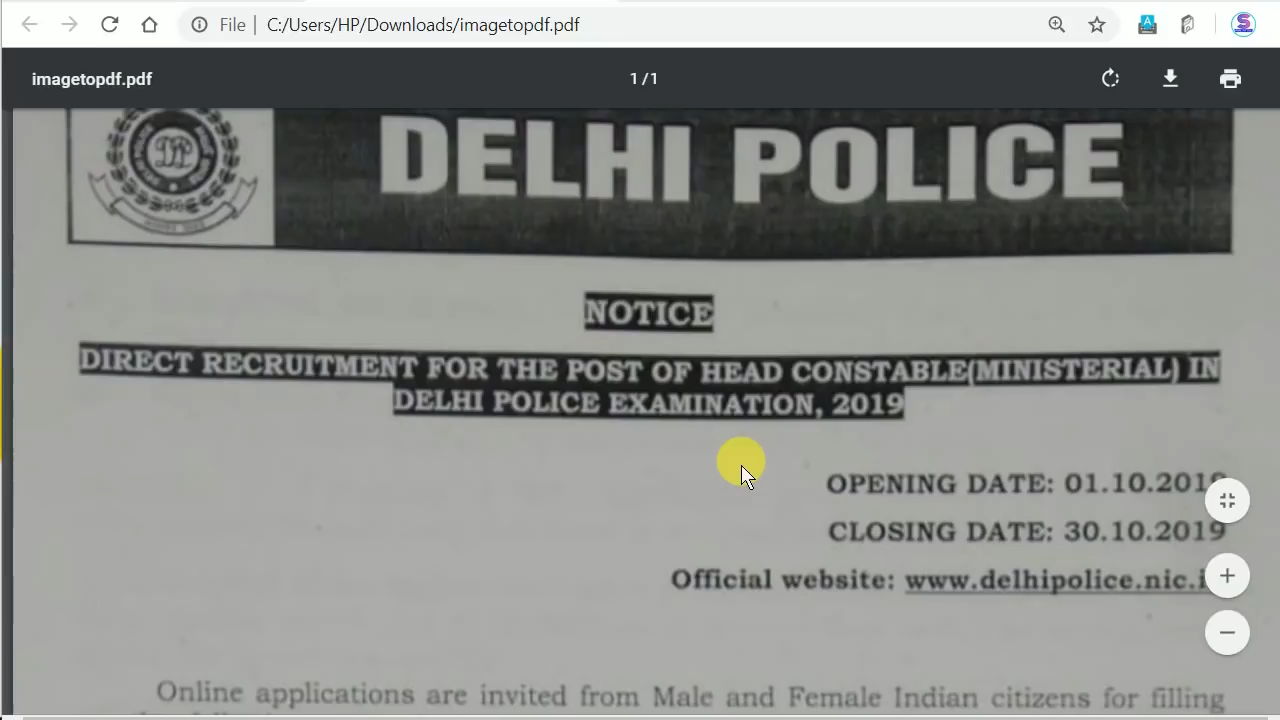 File | C:/Users/HP/Downloads/imagetopdf.pdf
imagetopdf.pdf
1 / 1
DELHI POLICE
NOTICE
DIRECT RECRUITMENT FOR THE POST OF HEAD CONSTABLE(MINISTERIAL) IN
DELHI POLICE EXAMINATION, 2019
OPENING DATE: 01.10.2019
CLOSING DATE: 30.10.2019
Official website: www.delhipolice.nic.i
Online applications are invited from Male and Female Indian citizens for filling